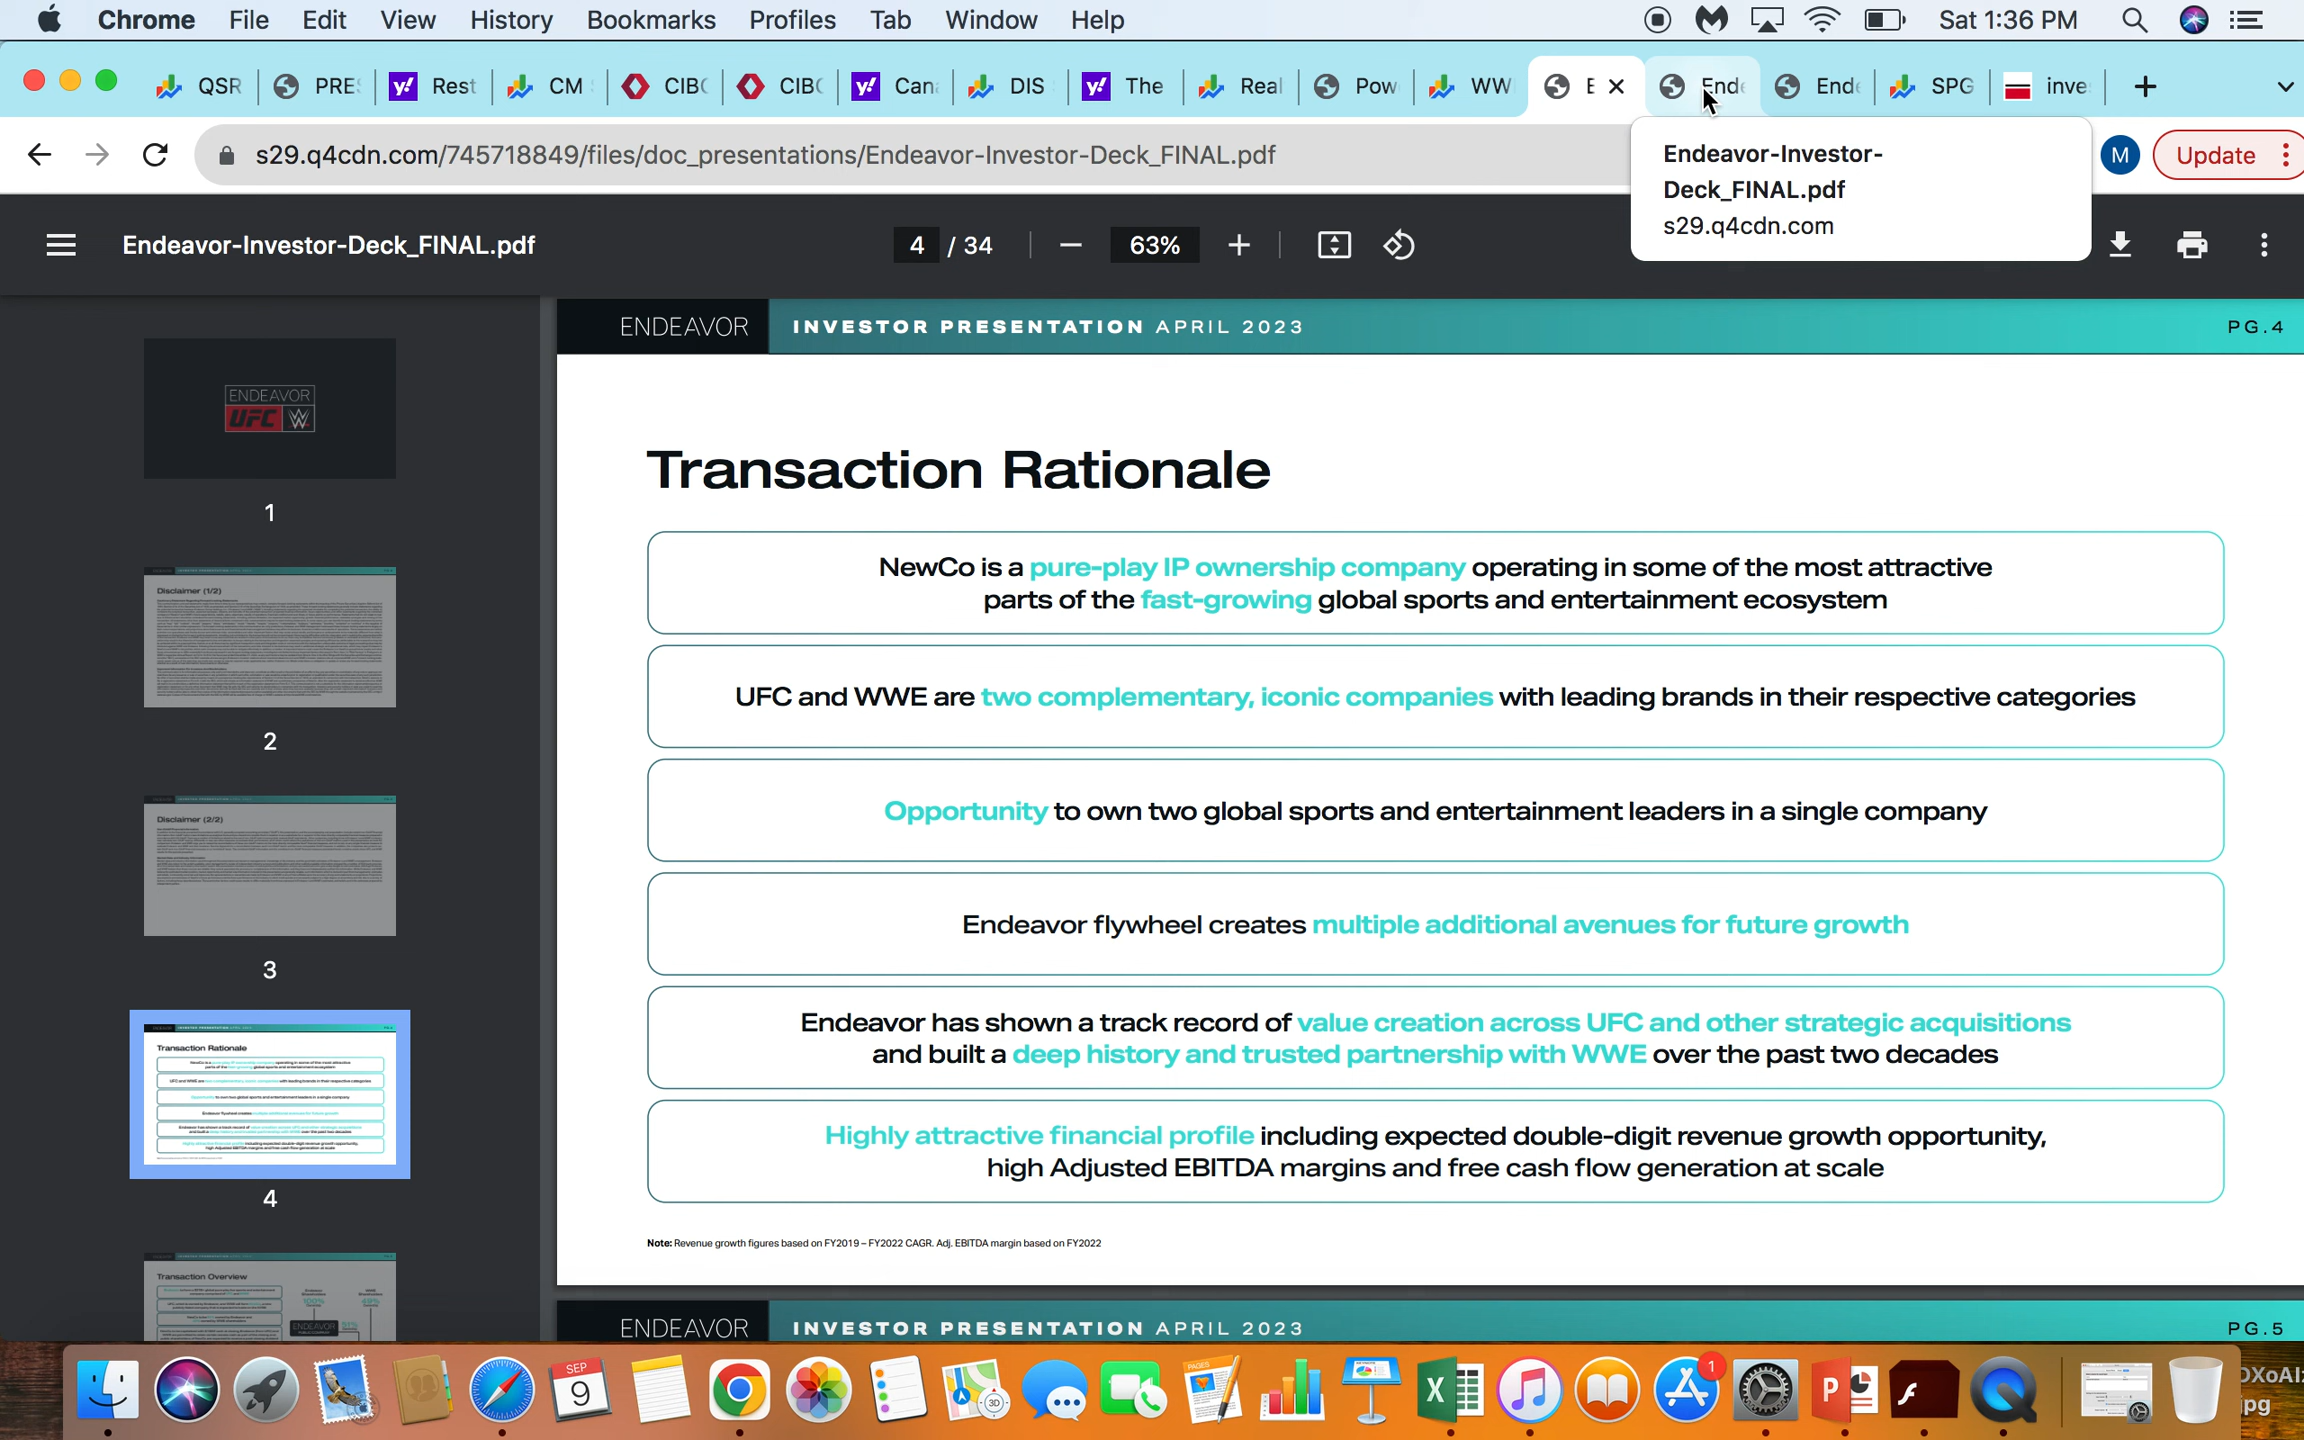 Chrome File Edit View History Bookmarks Profiles Tab Window Help Sat 1:36 PM
QSR PRE Rest CM CIBC CIBC Can DIS The Real Pow WW E Ende Ende SPG inve
s29.q4cdn.com/745718849/files/doc_presentations/Endeavor-Investor-Deck_FINAL.pdf
M Update
Endeavor-Investor-
Deck_FINAL.pdf
s29.q4cdn.com
Endeavor-Investor-Deck_FINAL.pdf 4 / 34 63%
ENDEAVOR
UFC W
1
Disclaimer (1/2)
2
Disclaimer (2/2)
3
Transaction Rationale
4
Transaction Overview
ENDEAVOR INVESTOR PRESENTATION APRIL 2023 PG.4
Transaction Rationale
NewCo is a pure-play IP ownership company operating in some of the most attractive
parts of the fast-growing global sports and entertainment ecosystem
UFC and WWE are two complementary, iconic companies with leading brands in their respective categories
Opportunity to own two global sports and entertainment leaders in a single company
Endeavor flywheel creates multiple additional avenues for future growth
Endeavor has shown a track record of value creation across UFC and other strategic acquisitions
and built a deep history and trusted partnership with WWE over the past two decades
Highly attractive financial profile including expected double-digit revenue growth opportunity,
high Adjusted EBITDA margins and free cash flow generation at scale
Note: Revenue growth figures based on FY2019 – FY2022 CAGR. Adj. EBITDA margin based on FY2022
ENDEAVOR INVESTOR PRESENTATION APRIL 2023 PG.5
SEP
9
3D
PAGES
1